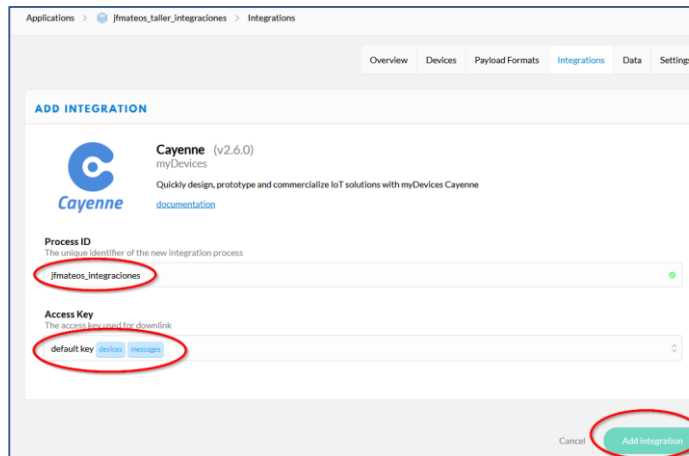 Applications > jfmateos_taller_integraciones > Integrations
Overview Devices Payload Formats Integrations Data Settings
ADD INTEGRATION
Cayenne (v2.6.0)
myDevices
Quickly design, prototype and commercialize IoT solutions with myDevices Cayenne
Cayenne
documentation
Process ID
The unique identifier of the new integration process
jfmateos_integraciones
Access Key
The access key used for downlink
default key devices messages
Cancel Add integration